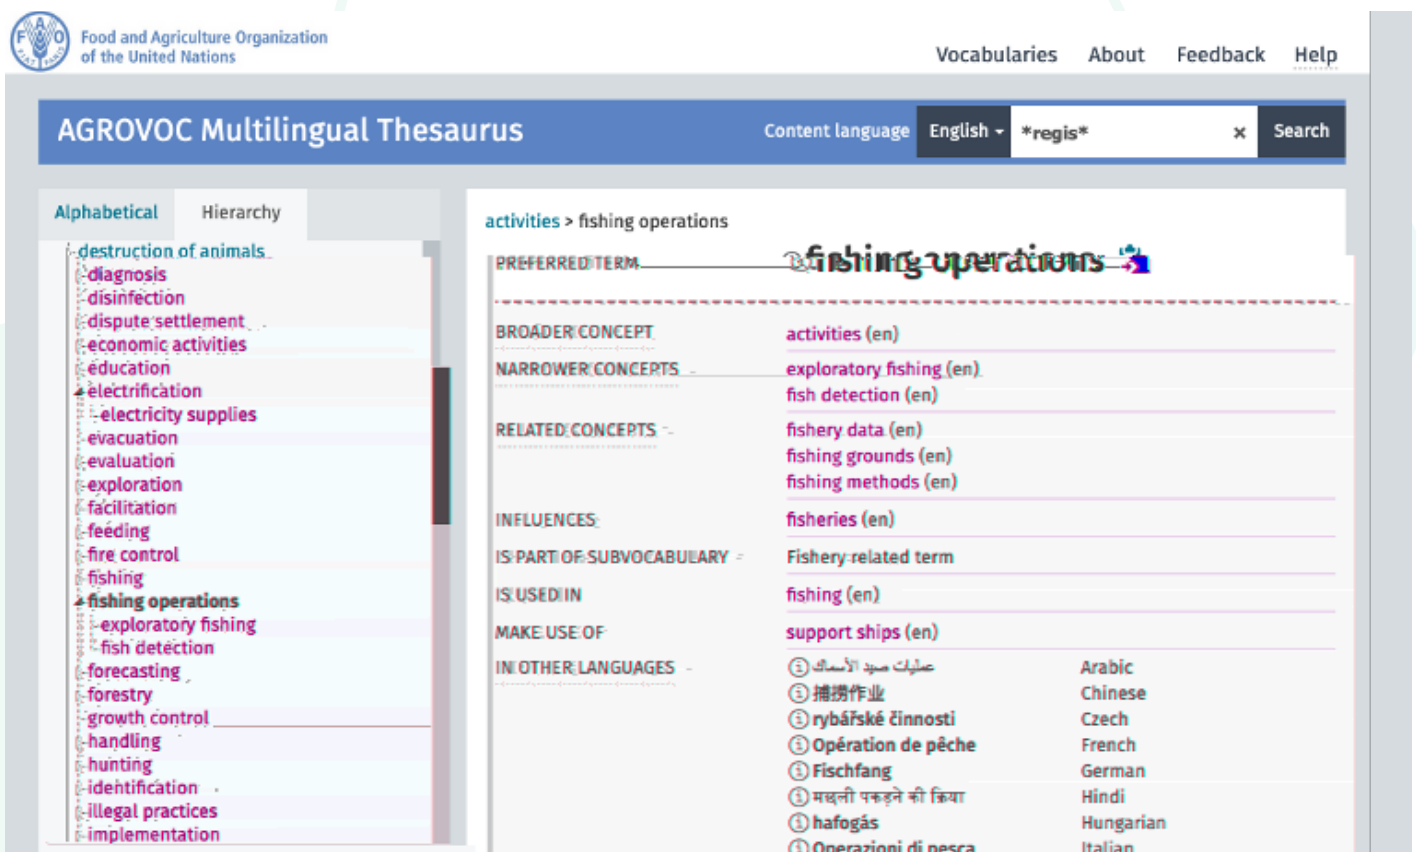 Food and Agriculture Organization
of the United Nations
Vocabularies About Feedback Help
AGROVOC Multilingual Thesaurus
Content language English *regis* × Search
Alphabetical Hierarchy
destruction of animals
diagnosis
disinfection
dispute settlement
economic activities
education
electrification
electricity supplies
evacuation
evaluation
exploration
facilitation
feeding
fire control
fishing
fishing operations
exploratory fishing
fish detection
forecasting
forestry
growth control
handling
hunting
identification
illegal practices
implementation
activities > fishing operations
PREFERRED TERM fishing operations
BROADER CONCEPT activities (en)
NARROWER CONCEPTS exploratory fishing (en)
fish detection (en)
RELATED CONCEPTS fishery data (en)
fishing grounds (en)
fishing methods (en)
INFLUENCES fisheries (en)
IS PART OF SUBVOCABULARY Fishery related term
IS USED IN fishing (en)
MAKE USE OF support ships (en)
IN OTHER LANGUAGES عمليات صيد الأسماك Arabic
捕捞作业 Chinese
rybářské činnosti Czech
Opération de pêche French
Fischfang German
मछली पकड़ने की क्रिया Hindi
hafogás Hungarian
Operazioni di pesca Italian